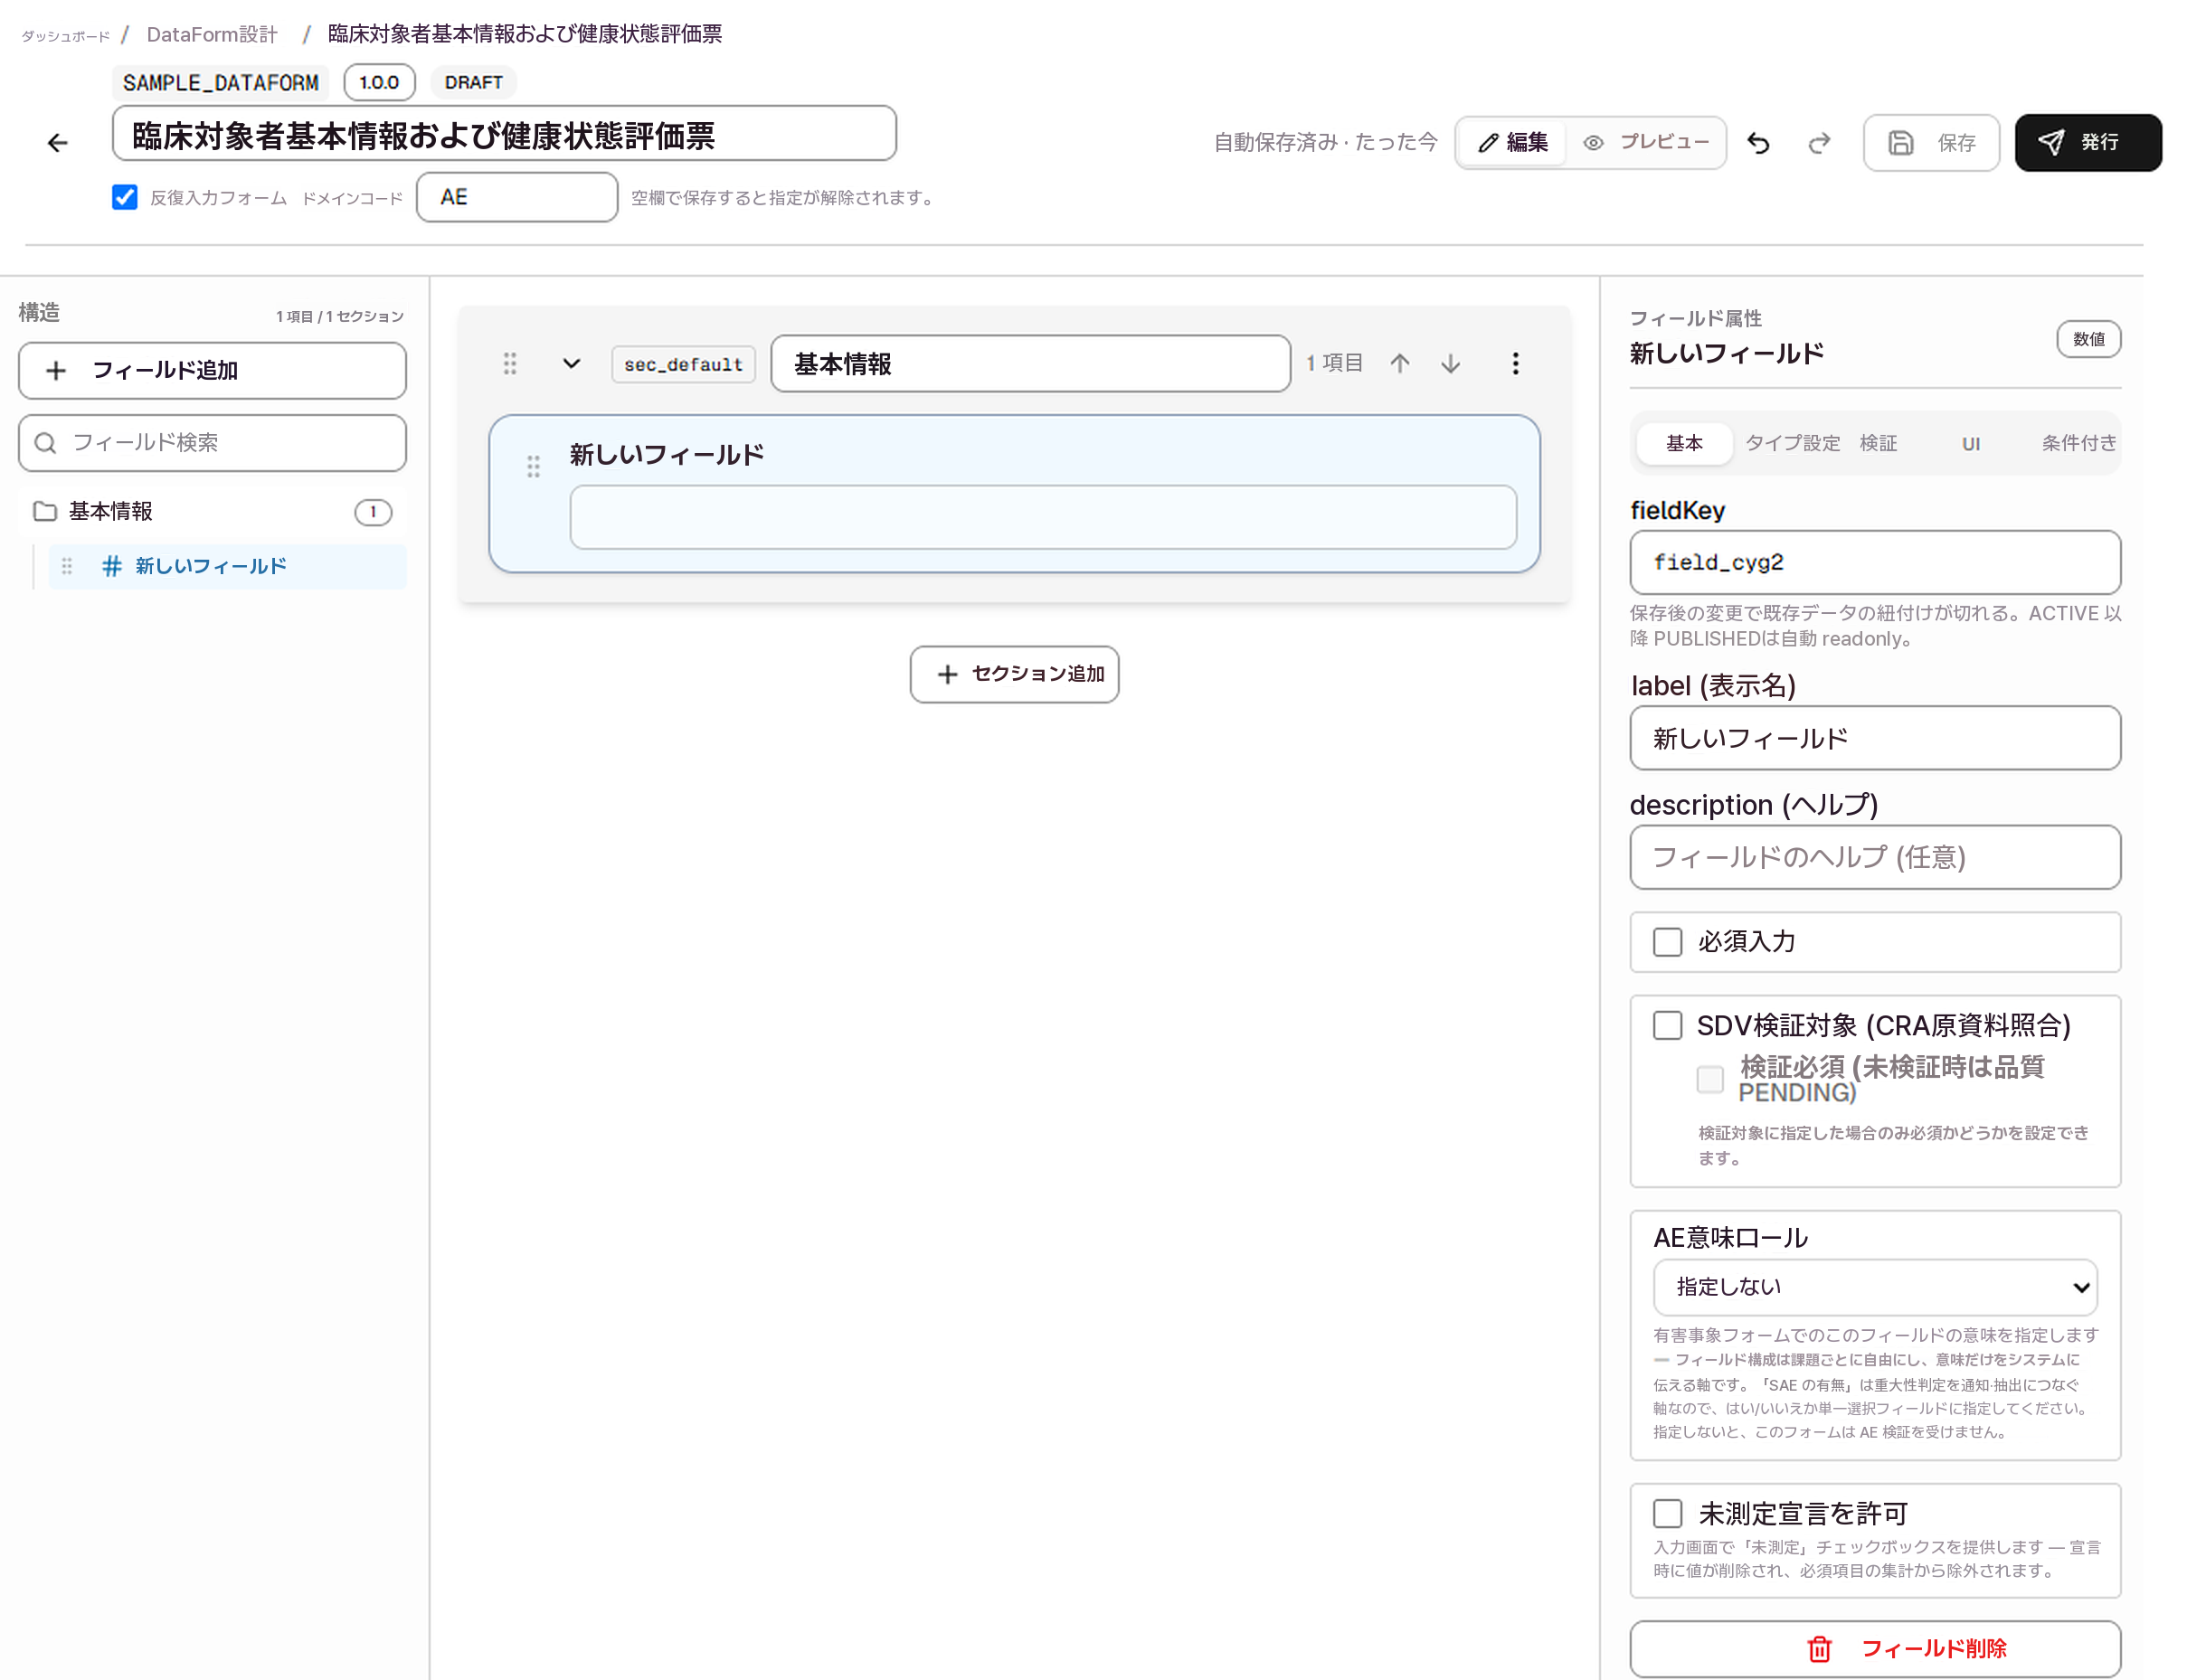 ダッシュボード / DataForm設計 / 臨床対象者基本情報および健康状態評価票
SAMPLE_DATAFORM 1.0.0 DRAFT
臨床対象者基本情報および健康状態評価票
自動保存済み · たった今 編集 プレビュー 保存 発行
反復入力フォーム ドメインコード AE 空欄で保存すると指定が解除されます。
構造 1 項目 / 1 セクション
フィールド追加
フィールド検索
基本情報 1
新しいフィールド
sec_default 基本情報 1 項目
新しいフィールド
セクション追加
フィールド属性
新しいフィールド 数値
基本 タイプ設定 検証 UI 条件付き
fieldKey
field_cyg2
保存後の変更で既存データの紐付けが切れる。ACTIVE 以
降 PUBLISHEDは自動 readonly。
label (表示名)
新しいフィールド
description (ヘルプ)
フィールドのヘルプ (任意)
必須入力
SDV検証対象 (CRA原資料照合)
検証必須 (未検証時は品質
PENDING)
検証対象に指定した場合のみ必須かどうかを設定でき
ます。
AE意味ロール
指定しない
有害事象フォームでのこのフィールドの意味を指定します
— フィールド構成は課題ごとに自由にし、意味だけをシステムに
伝える軸です。「SAE の有無」は重大性判定を通知·抽出につなぐ
軸なので、はい/いいえか単一選択フィールドに指定してください。
指定しないと、このフォームは AE 検証を受けません。
未測定宣言を許可
入力画面で「未測定」チェックボックスを提供します — 宣言
時に値が削除され、必須項目の集計から除外されます。
フィールド削除